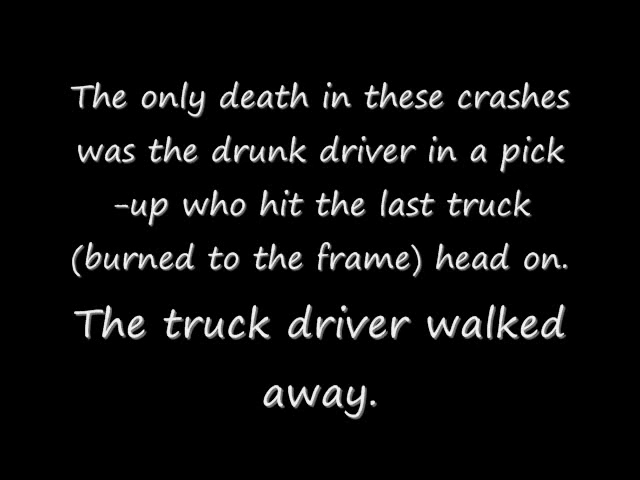 The only death in these crashes
was the drunk driver in a pick
-up who hit the last truck
(burned to the frame) head on.
The truck driver walked
away.